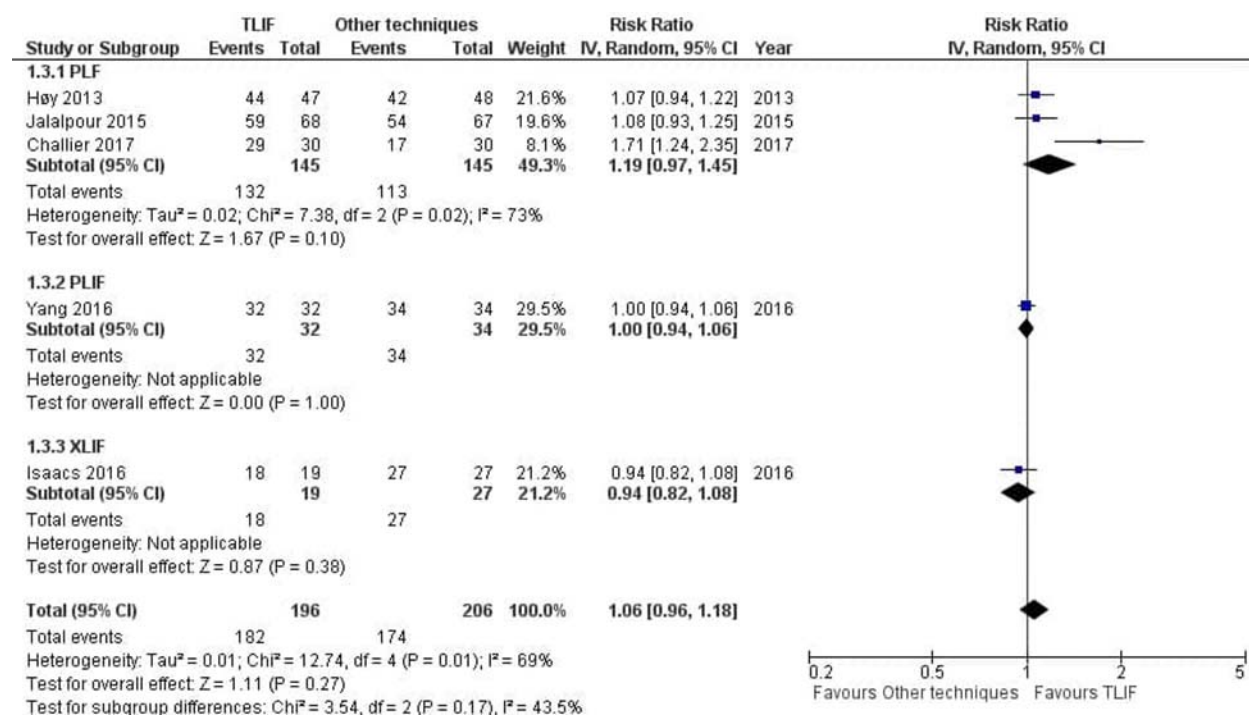 TLIF Other techniques Risk Ratio Risk Ratio
Study or Subgroup Events Total Events Total Weight IV, Random, 95% CI Year IV, Random, 95% CI
1.3.1 PLF
Høy 2013 44 47 42 48 21.6% 1.07 [0.94, 1.22] 2013
Jalalpour 2015 59 68 54 67 19.6% 1.08 [0.93, 1.25] 2015
Challier 2017 29 30 17 30 8.1% 1.71 [1.24, 2.35] 2017
Subtotal (95% CI) 145 145 49.3% 1.19 [0.97, 1.45]
Total events 132 113
Heterogeneity: Tau² = 0.02; Chi² = 7.38, df = 2 (P = 0.02); I² = 73%
Test for overall effect: Z = 1.67 (P = 0.10)
1.3.2 PLIF
Yang 2016 32 32 34 34 29.5% 1.00 [0.94, 1.06] 2016
Subtotal (95% CI) 32 34 29.5% 1.00 [0.94, 1.06]
Total events 32 34
Heterogeneity: Not applicable
Test for overall effect: Z = 0.00 (P = 1.00)
1.3.3 XLIF
Isaacs 2016 18 19 27 27 21.2% 0.94 [0.82, 1.08] 2016
Subtotal (95% CI) 19 27 21.2% 0.94 [0.82, 1.08]
Total events 18 27
Heterogeneity: Not applicable
Test for overall effect: Z = 0.87 (P = 0.38)
Total (95% CI) 196 206 100.0% 1.06 [0.96, 1.18]
Total events 182 174
Heterogeneity: Tau² = 0.01; Chi² = 12.74, df = 4 (P = 0.01); I² = 69%
Test for overall effect: Z = 1.11 (P = 0.27)
Test for subgroup differences: Chi² = 3.54, df = 2 (P = 0.17), I² = 43.5%
0.2 0.5 1 2 5
Favours Other techniques Favours TLIF